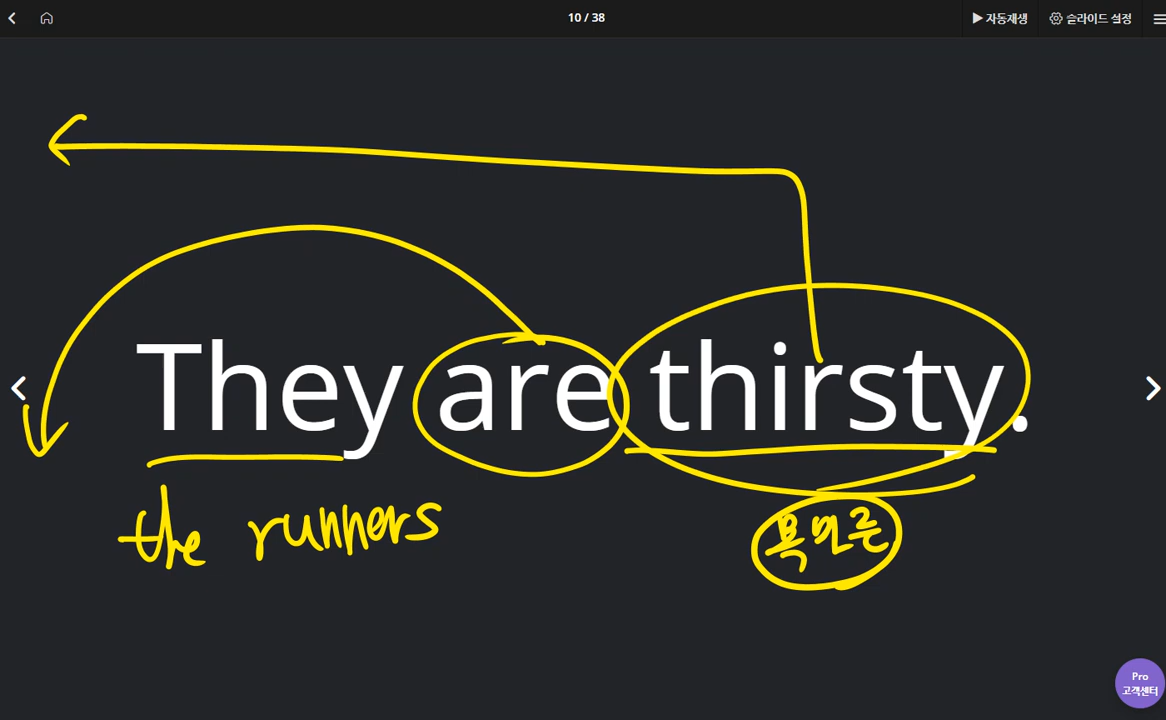 10 / 38
▶ 자동재생
슬라이드 설정
They are thirsty.
the runners
목마른
Pro
고객센터